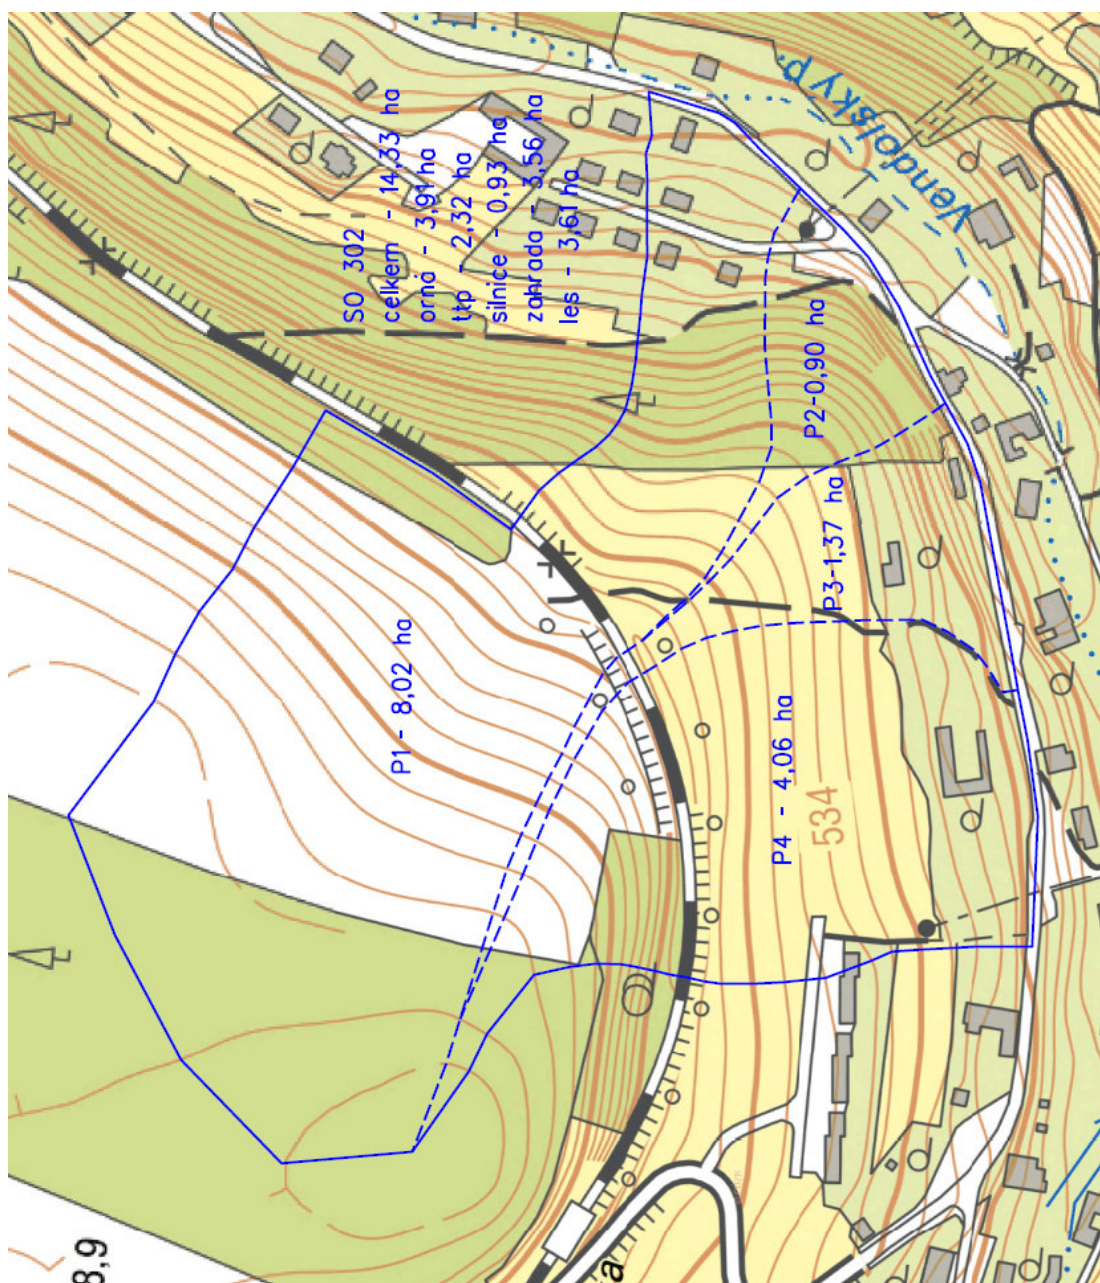 SO 302
celkem - 14,33 ha
orná - 3,91 ha
ttp - 2,32 ha
silnice - 0,93 ha
zahrada - 3,56 ha
les - 3,61 ha
Vendolský p.
P2-0,90 ha
P3-1,37 ha
P1 - 8,02 ha
P4 - 4,06 ha
534
8,9
a